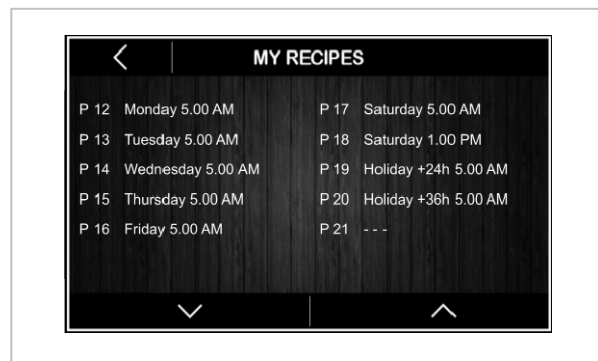 MY RECIPES
P 12 Monday 5.00 AM
P 13 Tuesday 5.00 AM
P 14 Wednesday 5.00 AM
P 15 Thursday 5.00 AM
P 16 Friday 5.00 AM
P 17 Saturday 5.00 AM
P 18 Saturday 1.00 PM
P 19 Holiday +24h 5.00 AM
P 20 Holiday +36h 5.00 AM
P 21 - - -